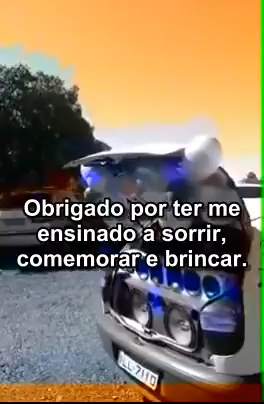 Obrigado por ter me
ensinado a sorrir,
comemorar e brincar.